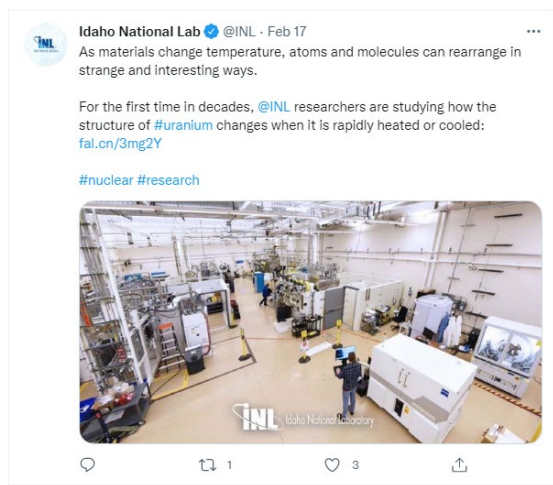 INL
Idaho National Lab @INL · Feb 17
As materials change temperature, atoms and molecules can rearrange in
strange and interesting ways.
For the first time in decades, @INL researchers are studying how the
structure of #uranium changes when it is rapidly heated or cooled:
fal.cn/3mg2Y
#nuclear #research
INL Idaho National Laboratory
1
3